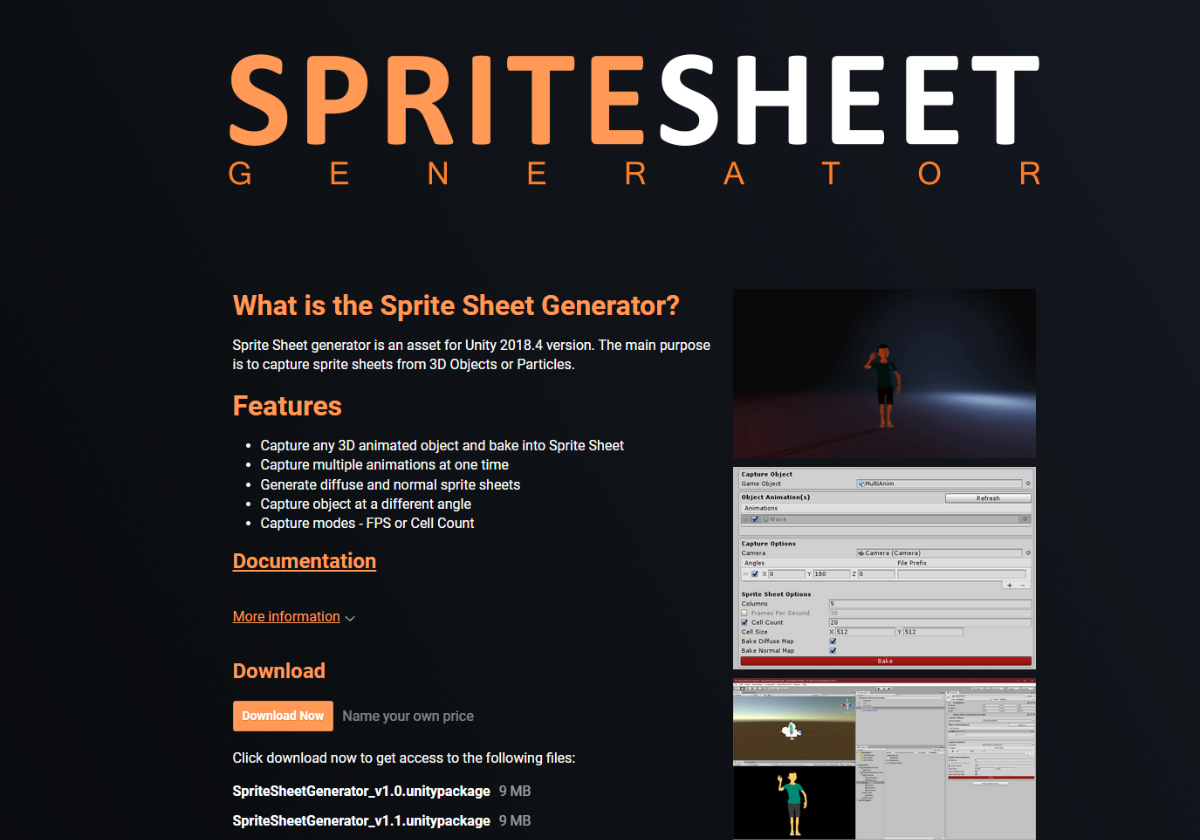 SPRITESHEET
GENERATOR
What is the Sprite Sheet Generator?
Sprite Sheet generator is an asset for Unity 2018.4 version. The main purpose
is to capture sprite sheets from 3D Objects or Particles.
Features
• Capture any 3D animated object and bake into Sprite Sheet
• Capture multiple animations at one time
• Generate diffuse and normal sprite sheets
• Capture object at a different angle
• Capture modes - FPS or Cell Count
Documentation
More information
Download
Download Now Name your own price
Click download now to get access to the following files:
SpriteSheetGenerator_v1.0.unitypackage 9 MB
SpriteSheetGenerator_v1.1.unitypackage 9 MB
Capture Object
Game Object MultiAnim
Object Animation(s) Refresh
Animations
Wave
Capture Options
Camera Camera (Camera)
Angles File Prefix
X 0 Y 180 Z 0
+ −
Sprite Sheet Options
Columns 5
Frames Per Second 30
Cell Count 20
Cell Size X 512 Y 512
Bake Diffuse Map
Bake Normal Map
Bake